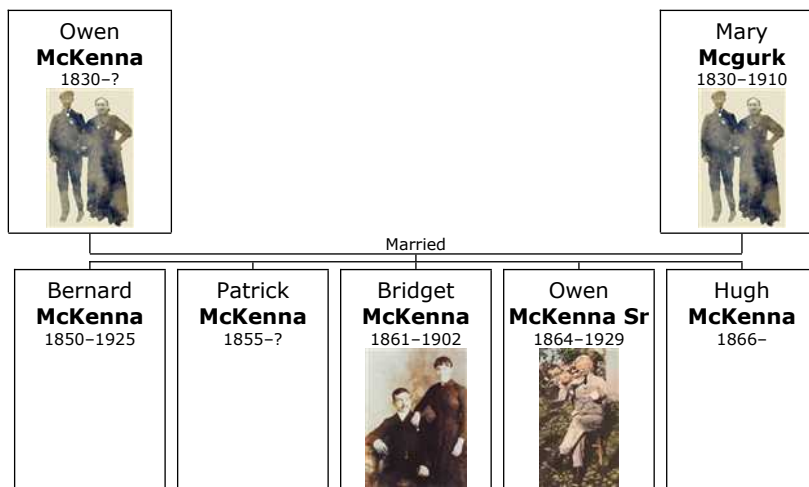 Owen
McKenna
1830–?
Mary
Mcgurk
1830–1910
Married
Bernard
McKenna
1850–1925
Patrick
McKenna
1855–?
Bridget
McKenna
1861–1902
Owen
McKenna Sr
1864–1929
Hugh
McKenna
1866–